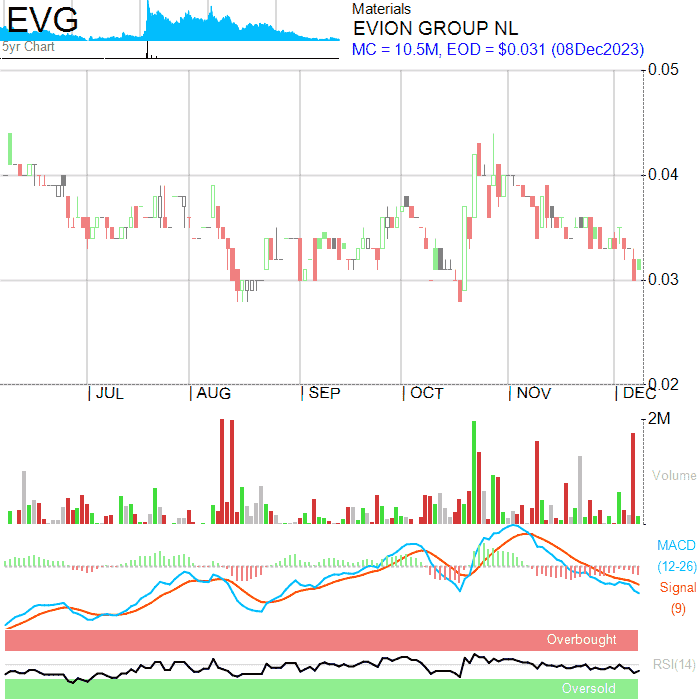 EVG
5yr Chart
Materials
EVION GROUP NL
MC = 10.5M, EOD = $0.031 (08Dec2023)
0.05
0.04
0.03
0.02
JUL AUG SEP OCT NOV DEC
2M
Volume
MACD
(12-26)
Signal
(9)
Overbought
RSI(14)
Oversold